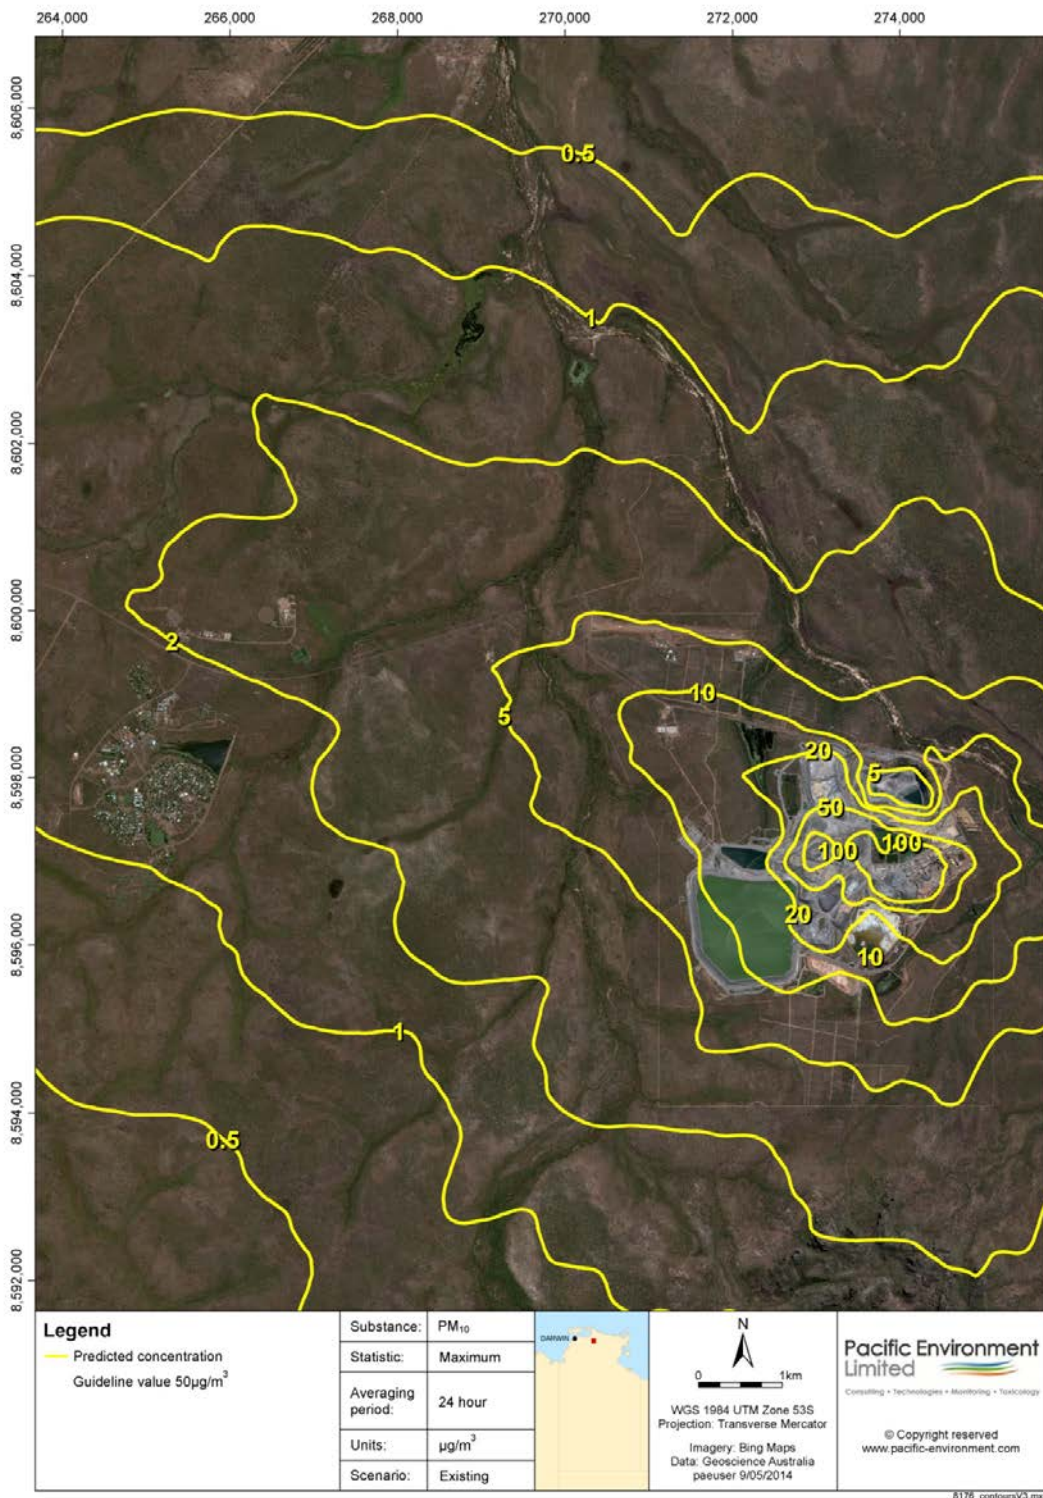 264,000 266,000 268,000 270,000 272,000 274,000
8,606,000
8,604,000
8,602,000
8,600,000
8,598,000
8,596,000
8,594,000
8,592,000
0.5
1
2
5
10
20
5
50
100
100
20
10
1
0.5
Legend
Predicted concentration
Guideline value 50µg/m³
Substance: PM₁₀
Statistic: Maximum
Averaging period: 24 hour
Units: µg/m³
Scenario: Existing
DARWIN
N
0 1km
WGS 1984 UTM Zone 53S
Projection: Transverse Mercator
Imagery: Bing Maps
Data: Geoscience Australia
paeuser 9/05/2014
Pacific Environment
Limited
Consulting • Technologies • Monitoring • Toxicology
© Copyright reserved
www.pacific-environment.com
8176_contoursV3.mx